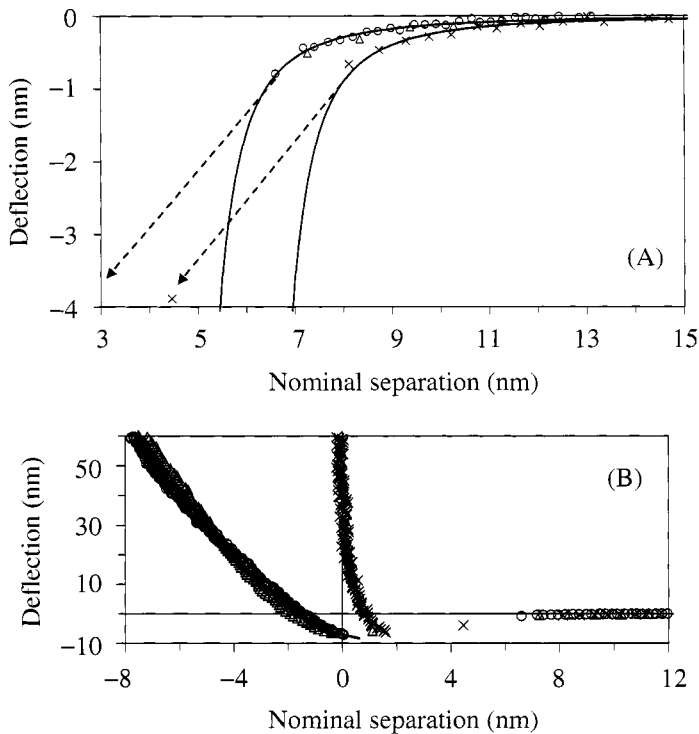 0
−1
−2
−3
−4
Deflection (nm)
(A)
3 5 7 9 11 13 15
Nominal separation (nm)
50
30
10
−10
Deflection (nm)
(B)
−8 −4 0 4 8 12
Nominal separation (nm)